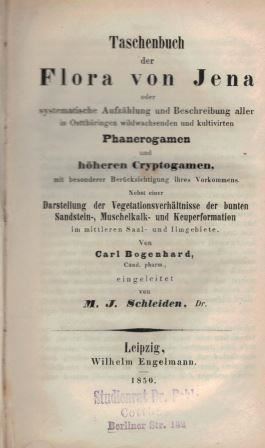 Taschenbuch
der
Flora von Jena
oder
systematische Aufzählung und Beschreibung aller
in Ostthüringen wildwachsenden und kultivirten
Phanerogamen
und
höheren Cryptogamen,
mit besonderer Berücksichtigung ihres Vorkommens.
Nebst einer
Darstellung der Vegetationsverhältnisse der bunten
Sandstein-, Muschelkalk- und Keuperformation
im mittleren Saal- und Ilmgebiete.
Von
Carl Bogenhard,
Cand. pharm.,
eingeleitet
von
M. J. Schleiden, Dr.
Leipzig,
Wilhelm Engelmann.
1850.
Studienrat Dr.
Berliner Str.